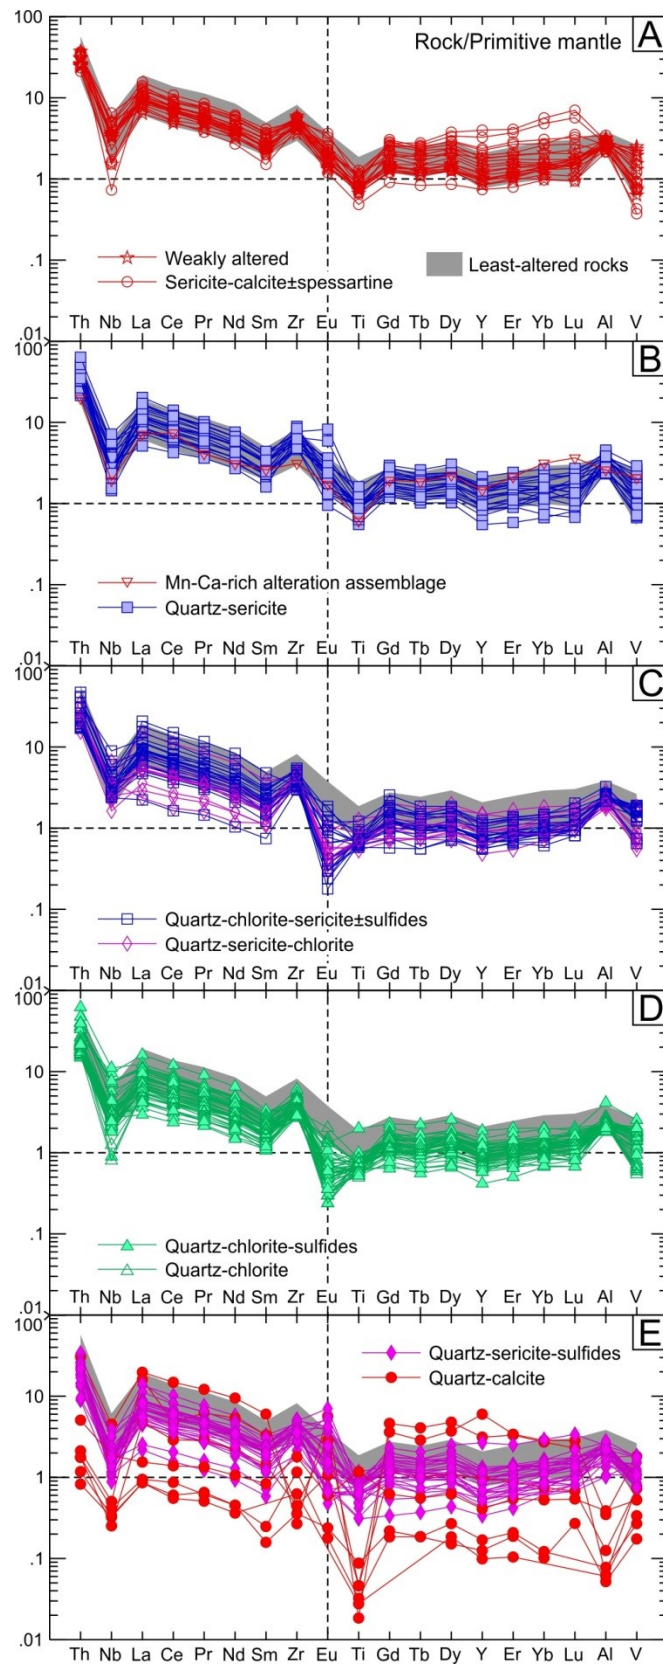 100
A
Rock/Primitive mantle
10
1
Weakly altered
Least-altered rocks
.1
Sericite-calcite±spessartine
.01
Th Nb La Ce Pr Nd Sm Zr Eu Ti Gd Tb Dy Y Er Yb Lu Al V
100
B
10
1
Mn-Ca-rich alteration assemblage
.1
Quartz-sericite
.01
Th Nb La Ce Pr Nd Sm Zr Eu Ti Gd Tb Dy Y Er Yb Lu Al V
100
C
10
1
.1
Quartz-chlorite-sericite±sulfides
Quartz-sericite-chlorite
.01
Th Nb La Ce Pr Nd Sm Zr Eu Ti Gd Tb Dy Y Er Yb Lu Al V
100
D
10
1
.1
Quartz-chlorite-sulfides
Quartz-chlorite
.01
Th Nb La Ce Pr Nd Sm Zr Eu Ti Gd Tb Dy Y Er Yb Lu Al V
100
E
Quartz-sericite-sulfides
Quartz-calcite
10
1
.1
.01
Th Nb La Ce Pr Nd Sm Zr Eu Ti Gd Tb Dy Y Er Yb Lu Al V